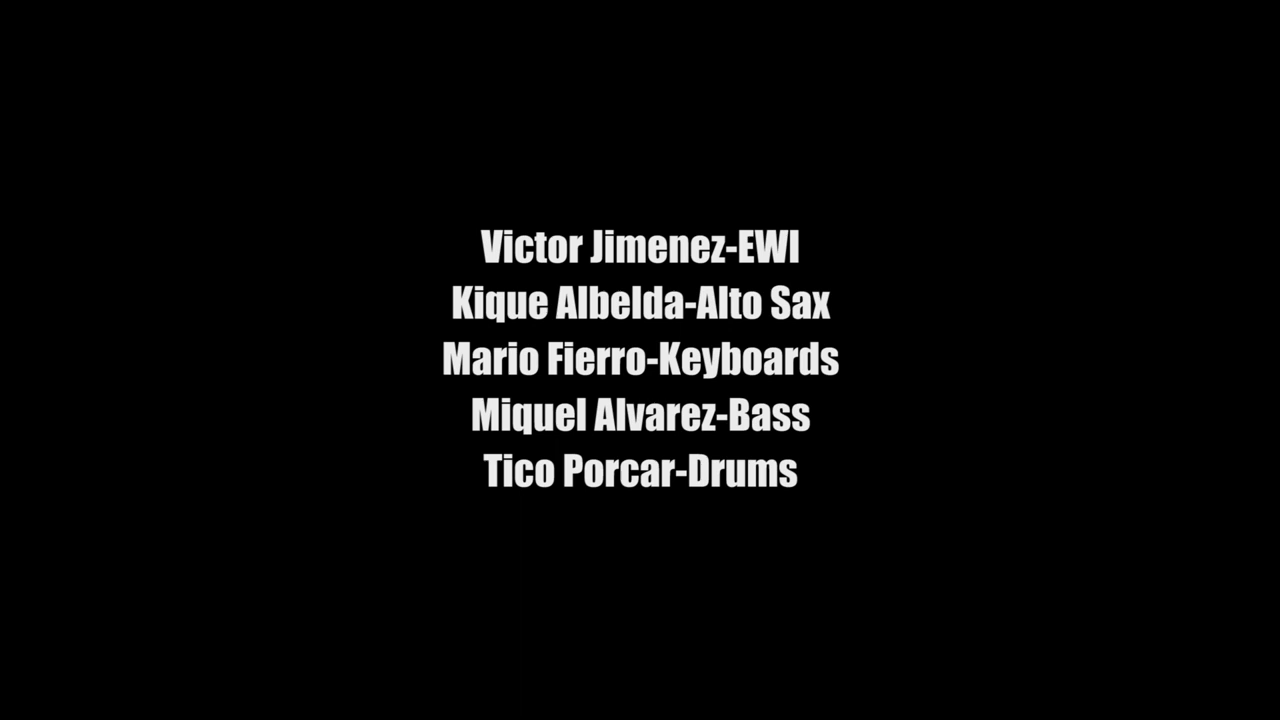 Victor Jimenez-EWI
Kique Albelda-Alto Sax
Mario Fierro-Keyboards
Miquel Alvarez-Bass
Tico Porcar-Drums